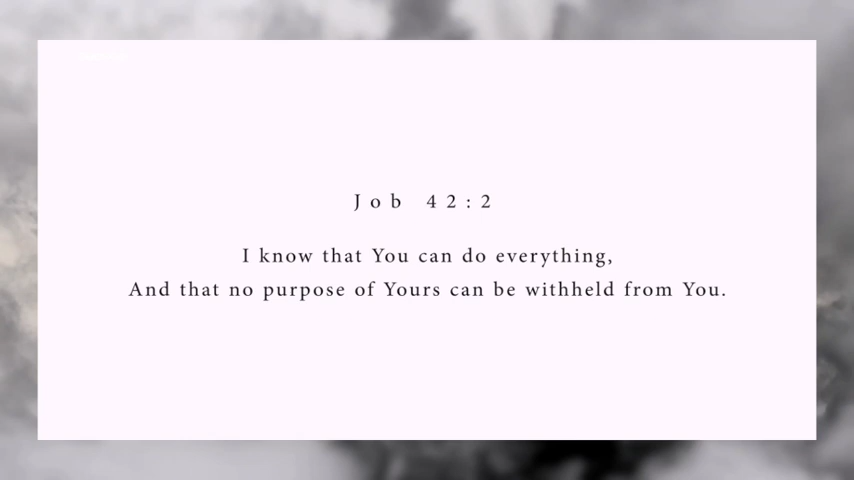 Job 42:2
I know that You can do everything,
And that no purpose of Yours can be withheld from You.